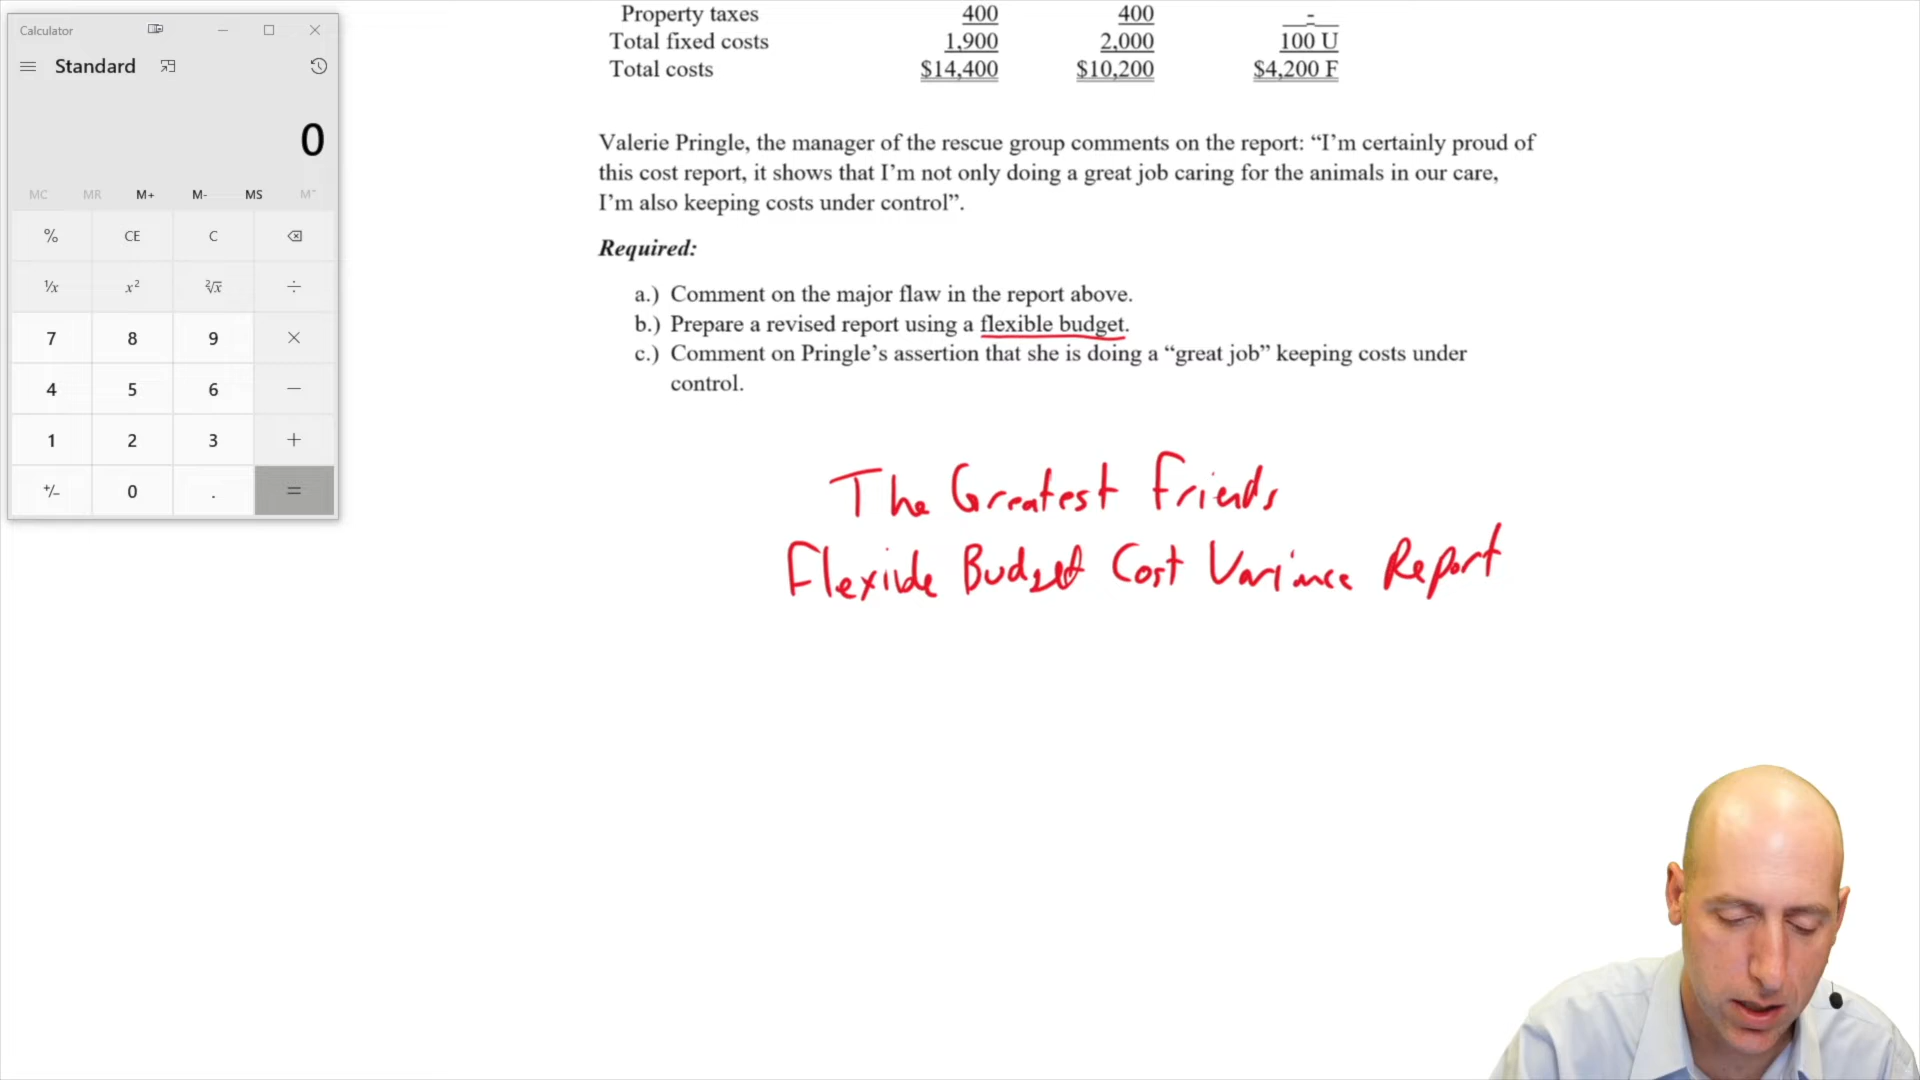 Calculator
Standard
0
MC MR M+ M- MS M˅
% CE C
¹/x x² ²√x ÷
7 8 9 ×
4 5 6 −
1 2 3 +
+/− 0 . =
Property taxes 400 400 -
Total fixed costs 1,900 2,000 100 U
Total costs $14,400 $10,200 $4,200 F
Valerie Pringle, the manager of the rescue group comments on the report: “I’m certainly proud of
this cost report, it shows that I’m not only doing a great job caring for the animals in our care,
I’m also keeping costs under control”.
Required:
a.) Comment on the major flaw in the report above.
b.) Prepare a revised report using a flexible budget.
c.) Comment on Pringle’s assertion that she is doing a “great job” keeping costs under
control.
The Greatest Friends
Flexible Budget Cost Variance Report